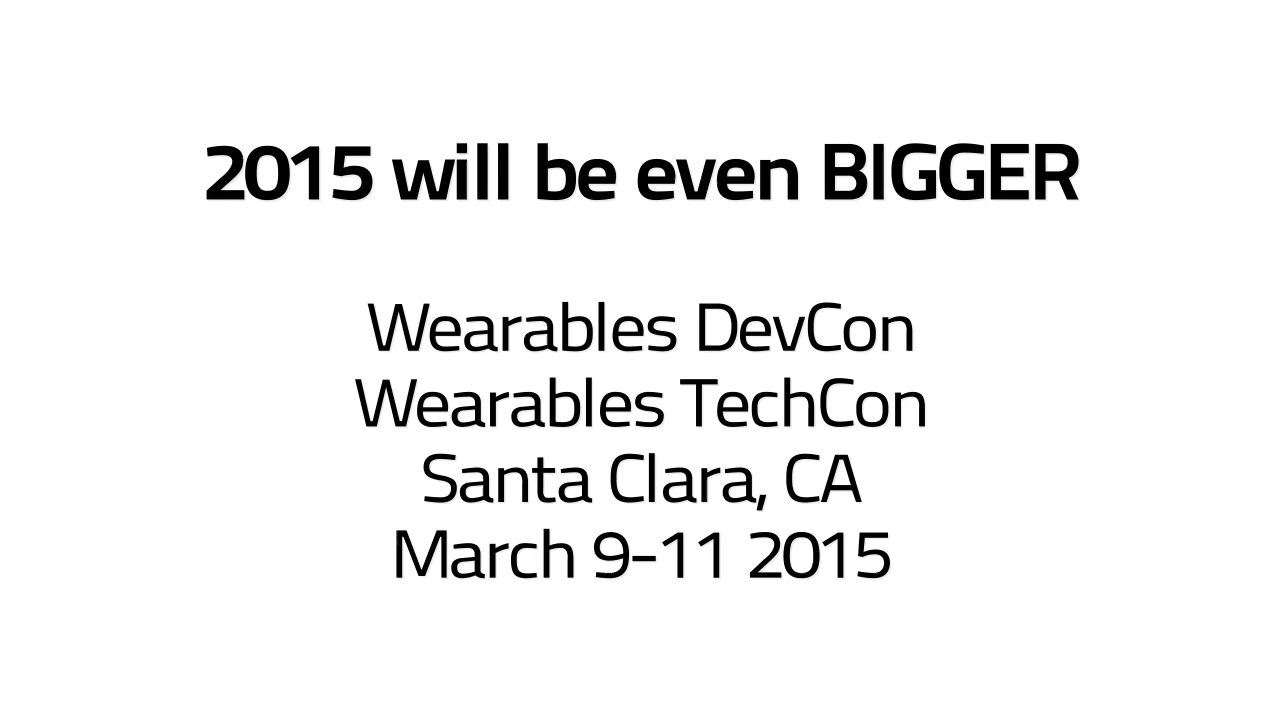 2015 will be even BIGGER
Wearables DevCon
Wearables TechCon
Santa Clara, CA
March 9-11 2015